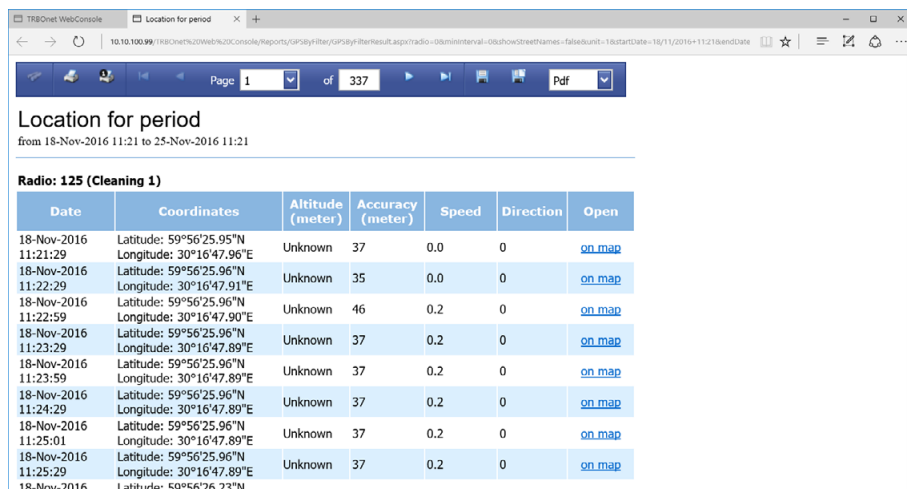 TRBOnet WebConsole
Location for period
10.10.100.99/TRBOnet%20Web%20Console/Reports/GPSByFilter/GPSByFilterResult.aspx?radio=0&minInterval=0&showStreetNames=false&unit=1&startDate=18/11/2016+11:21&endDate
Page 1 of 337 Pdf
Location for period
from 18-Nov-2016 11:21 to 25-Nov-2016 11:21
Radio: 125 (Cleaning 1)
Date Coordinates Altitude (meter) Accuracy (meter) Speed Direction Open
18-Nov-2016 Latitude: 59°56'25.95"N
11:21:29 Longitude: 30°16'47.96"E Unknown 37 0.0 0 on map
18-Nov-2016 Latitude: 59°56'25.96"N
11:22:29 Longitude: 30°16'47.91"E Unknown 35 0.0 0 on map
18-Nov-2016 Latitude: 59°56'25.96"N
11:22:59 Longitude: 30°16'47.90"E Unknown 46 0.2 0 on map
18-Nov-2016 Latitude: 59°56'25.96"N
11:23:29 Longitude: 30°16'47.89"E Unknown 37 0.2 0 on map
18-Nov-2016 Latitude: 59°56'25.96"N
11:23:59 Longitude: 30°16'47.89"E Unknown 37 0.2 0 on map
18-Nov-2016 Latitude: 59°56'25.96"N
11:24:29 Longitude: 30°16'47.89"E Unknown 37 0.2 0 on map
18-Nov-2016 Latitude: 59°56'25.96"N
11:25:01 Longitude: 30°16'47.89"E Unknown 37 0.2 0 on map
18-Nov-2016 Latitude: 59°56'25.96"N
11:25:29 Longitude: 30°16'47.89"E Unknown 37 0.2 0 on map
18-Nov-2016 Latitude: 59°56'26.23"N